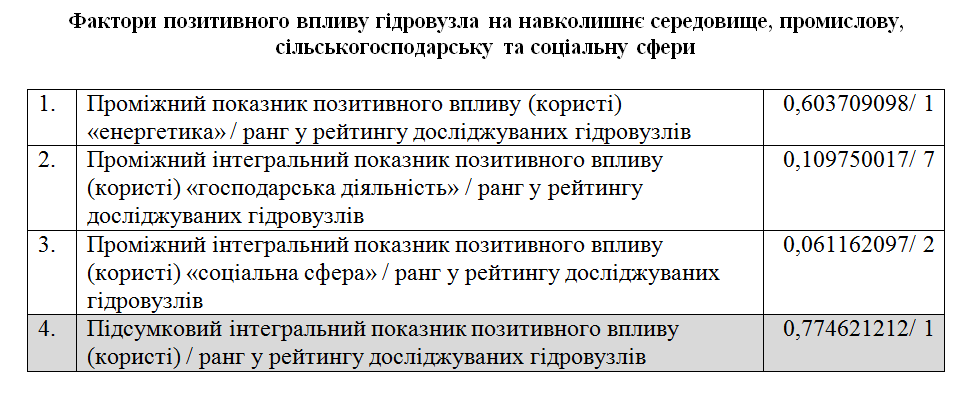 Фактори позитивного впливу гідровузла на навколишнє середовище, промислову,
сільськогосподарську та соціальну сфери
1. Проміжний показник позитивного впливу (користі) 0,603709098/ 1
«енергетика» / ранг у рейтингу досліджуваних гідровузлів
2. Проміжний інтегральний показник позитивного впливу 0,109750017/ 7
(користі) «господарська діяльність» / ранг у рейтингу
досліджуваних гідровузлів
3. Проміжний інтегральний показник позитивного впливу 0,061162097/ 2
(користі) «соціальна сфера» / ранг у рейтингу досліджуваних
гідровузлів
4. Підсумковий інтегральний показник позитивного впливу 0,774621212/ 1
(користі) / ранг у рейтингу досліджуваних гідровузлів